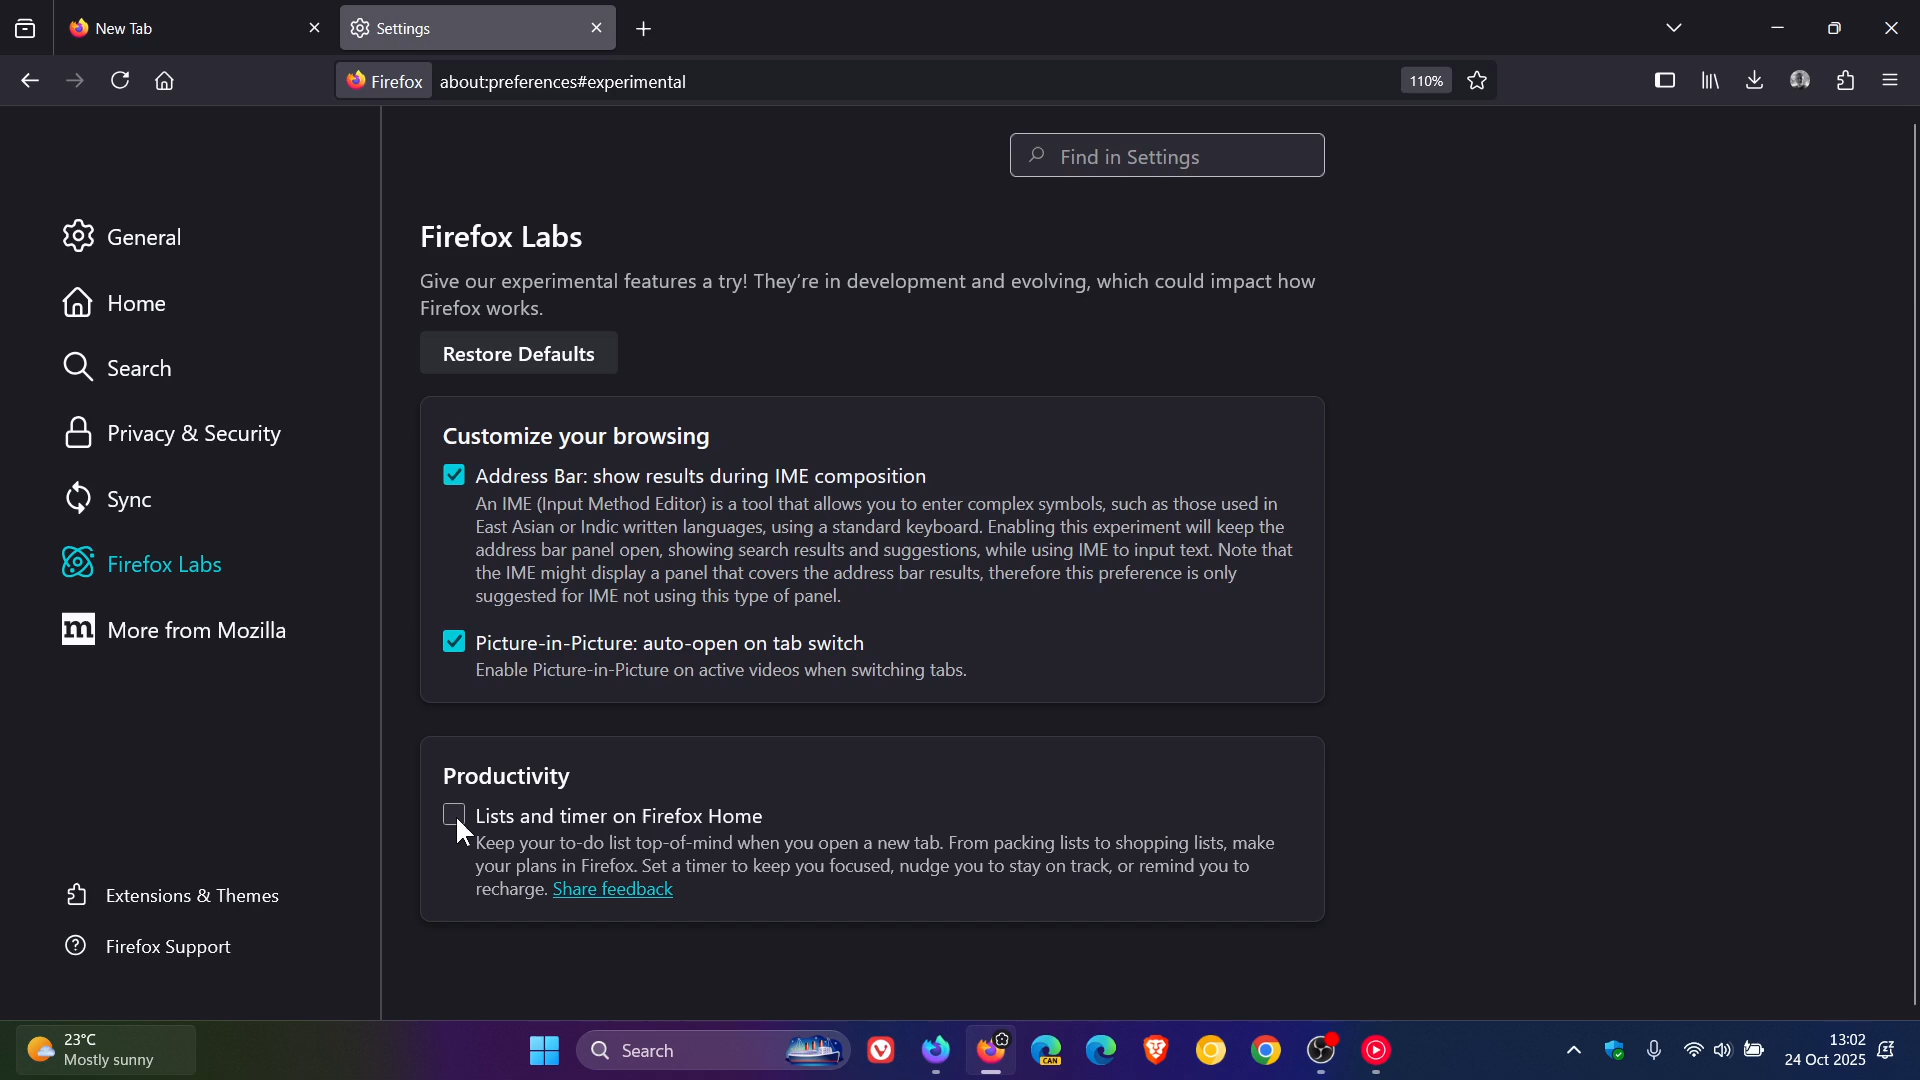 New Tab
Settings
Firefox
about:preferences#experimental
110%
Find in Settings
General
Home
Search
Privacy & Security
Sync
Firefox Labs
More from Mozilla
Extensions & Themes
Firefox Support
Firefox Labs
Give our experimental features a try! They're in development and evolving, which could impact how
Firefox works.
Restore Defaults
Customize your browsing
Address Bar: show results during IME composition
An IME (Input Method Editor) is a tool that allows you to enter complex symbols, such as those used in
East Asian or Indic written languages, using a standard keyboard. Enabling this experiment will keep the
address bar panel open, showing search results and suggestions, while using IME to input text. Note that
the IME might display a panel that covers the address bar results, therefore this preference is only
suggested for IME not using this type of panel.
Picture-in-Picture: auto-open on tab switch
Enable Picture-in-Picture on active videos when switching tabs.
Productivity
Lists and timer on Firefox Home
Keep your to-do list top-of-mind when you open a new tab. From packing lists to shopping lists, make
your plans in Firefox. Set a timer to keep you focused, nudge you to stay on track, or remind you to
recharge. Share feedback
23°C
Mostly sunny
Search
CAN
13:02
24 Oct 2025